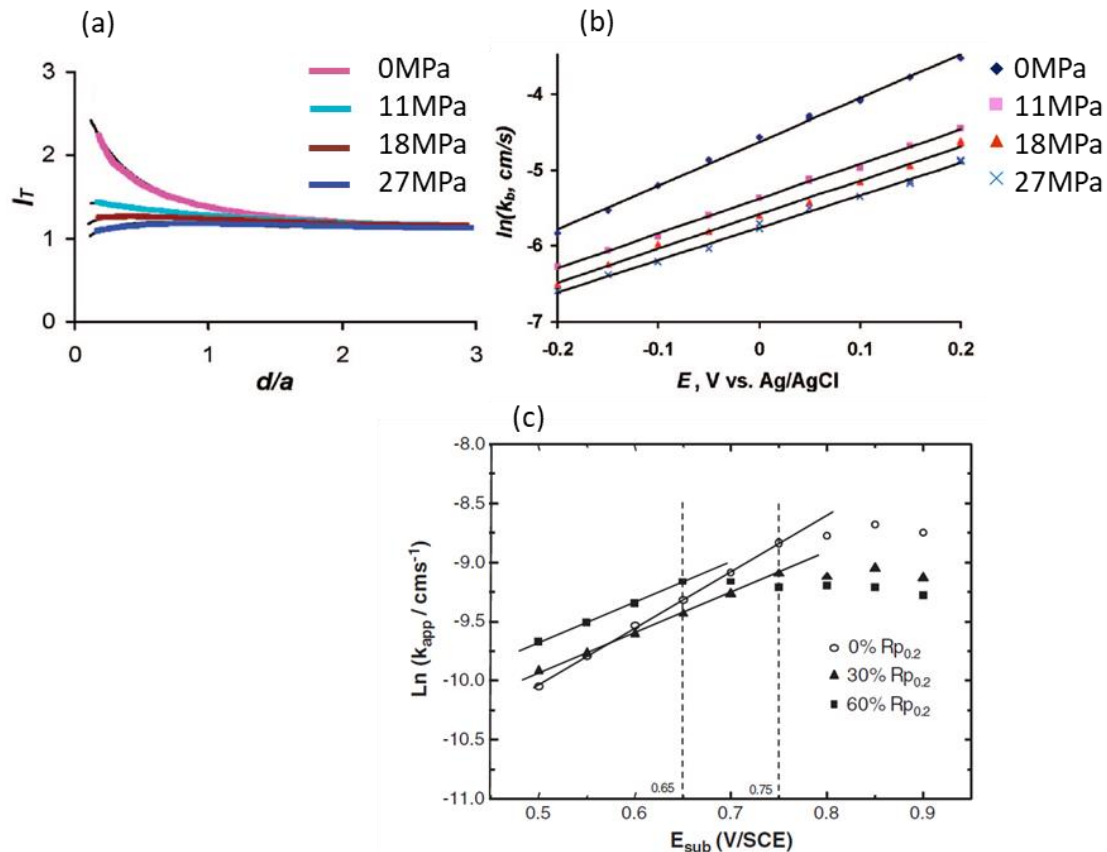 (a)
3
2
1
0
I_T
0 1 2 3
d/a
0MPa
11MPa
18MPa
27MPa
(b)
-4
-5
-6
-7
ln(k_b, cm/s)
-0.2 -0.1 0 0.1 0.2
E , V vs. Ag/AgCl
0MPa
11MPa
18MPa
27MPa
(c)
-8.0
-8.5
-9.0
-9.5
-10.0
-10.5
-11.0
Ln (k_app / cms⁻¹)
0% Rp_0.2
30% Rp_0.2
60% Rp_0.2
0.65 0.75
0.5 0.6 0.7 0.8 0.9
E_sub (V/SCE)